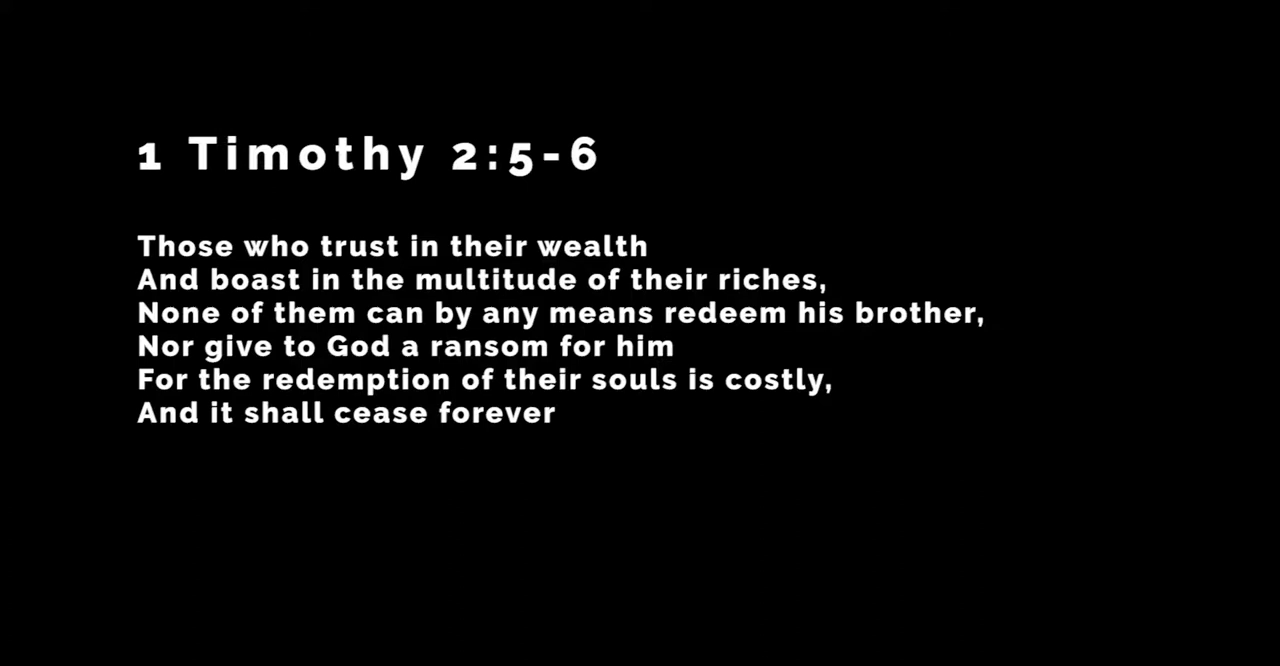 1 Timothy 2:5-6
Those who trust in their wealth
And boast in the multitude of their riches,
None of them can by any means redeem his brother,
Nor give to God a ransom for him
For the redemption of their souls is costly,
And it shall cease forever